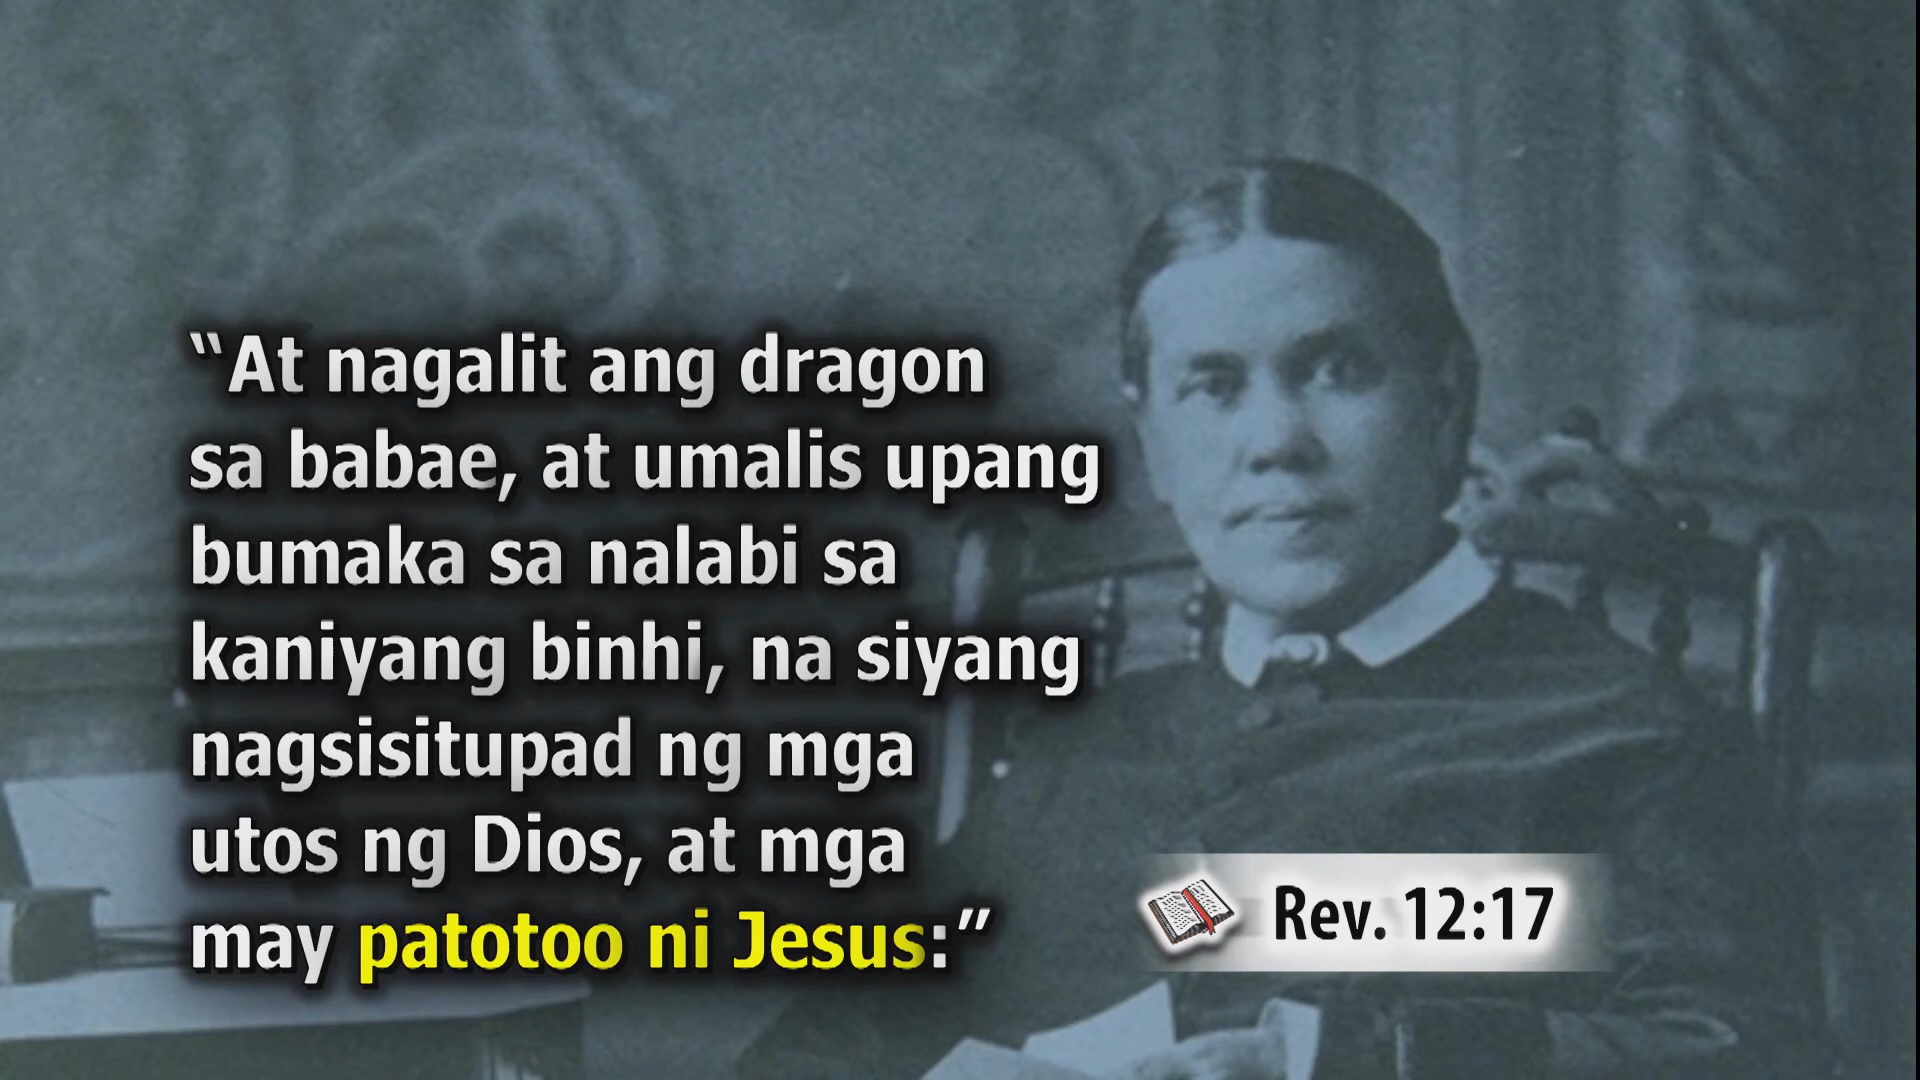 “At nagalit ang dragon
sa babae, at umalis upang
bumaka sa nalabi sa
kaniyang binhi, na siyang
nagsisitupad ng mga
utos ng Dios, at mga
may patotoo ni Jesus:”
Rev. 12:17